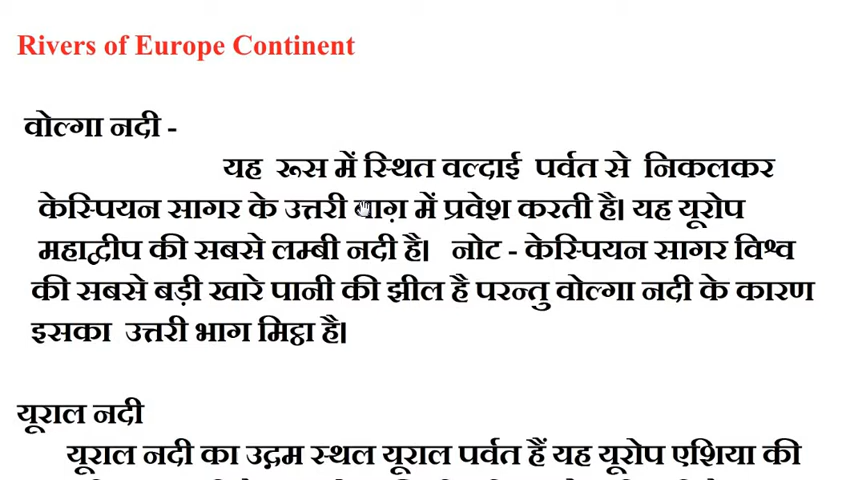 Rivers of Europe Continent
वोल्गा नदी -
यह रूस में स्थित वल्दाई पर्वत से निकलकर
केस्पियन सागर के उत्तरी में प्रवेश करती है। यह यूरोप
महाद्वीप की सबसे लम्बी नदी है। नोट - केस्पियन सागर विश्व
की सबसे बड़ी खारे पानी की झील है परन्तु वोल्गा नदी के कारण
इसका उत्तरी भाग मिट्ठा है।
यूराल नदी
यूराल नदी का उद्गम स्थल यूराल पर्वत हैं यह यूरोप एशिया की